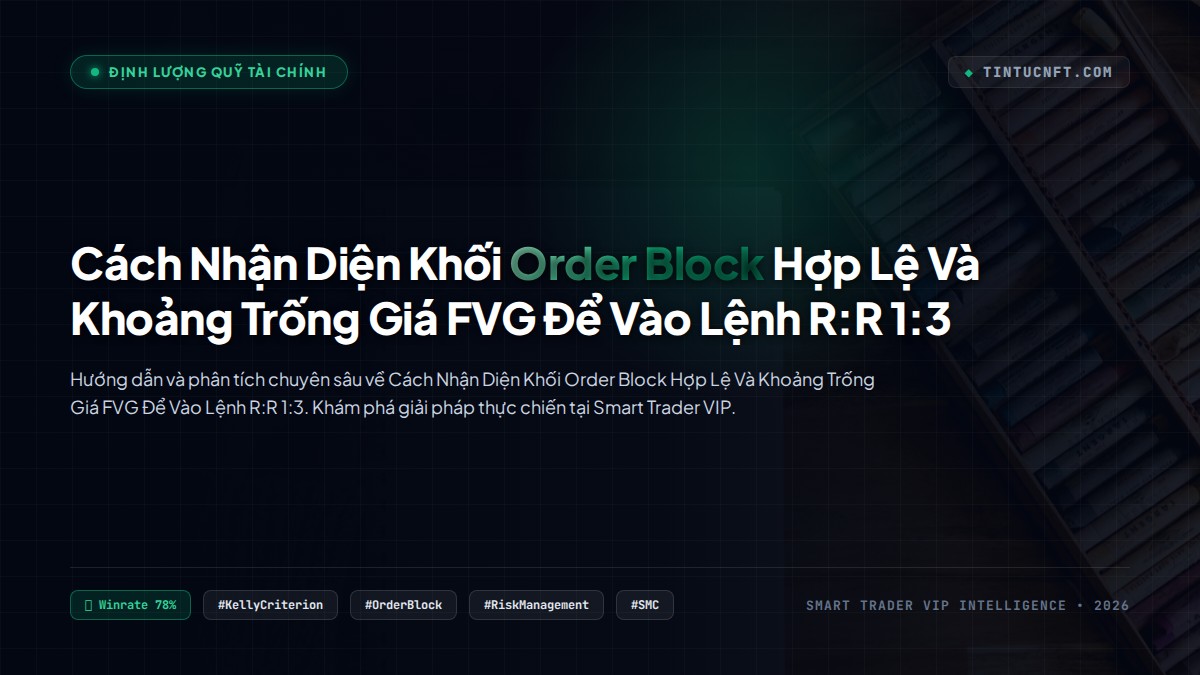 ĐỊNH LƯỢNG QUỸ TÀI CHÍNH
TINTUCNFT.COM
Cách Nhận Diện Khối Order Block Hợp Lệ Và
Khoảng Trống Giá FVG Để Vào Lệnh R:R 1:3
Hướng dẫn và phân tích chuyên sâu về Cách Nhận Diện Khối Order Block Hợp Lệ Và Khoảng Trống
Giá FVG Để Vào Lệnh R:R 1:3. Khám phá giải pháp thực chiến tại Smart Trader VIP.
Winrate 78%
#KellyCriterion
#OrderBlock
#RiskManagement
#SMC
SMART TRADER VIP INTELLIGENCE • 2026